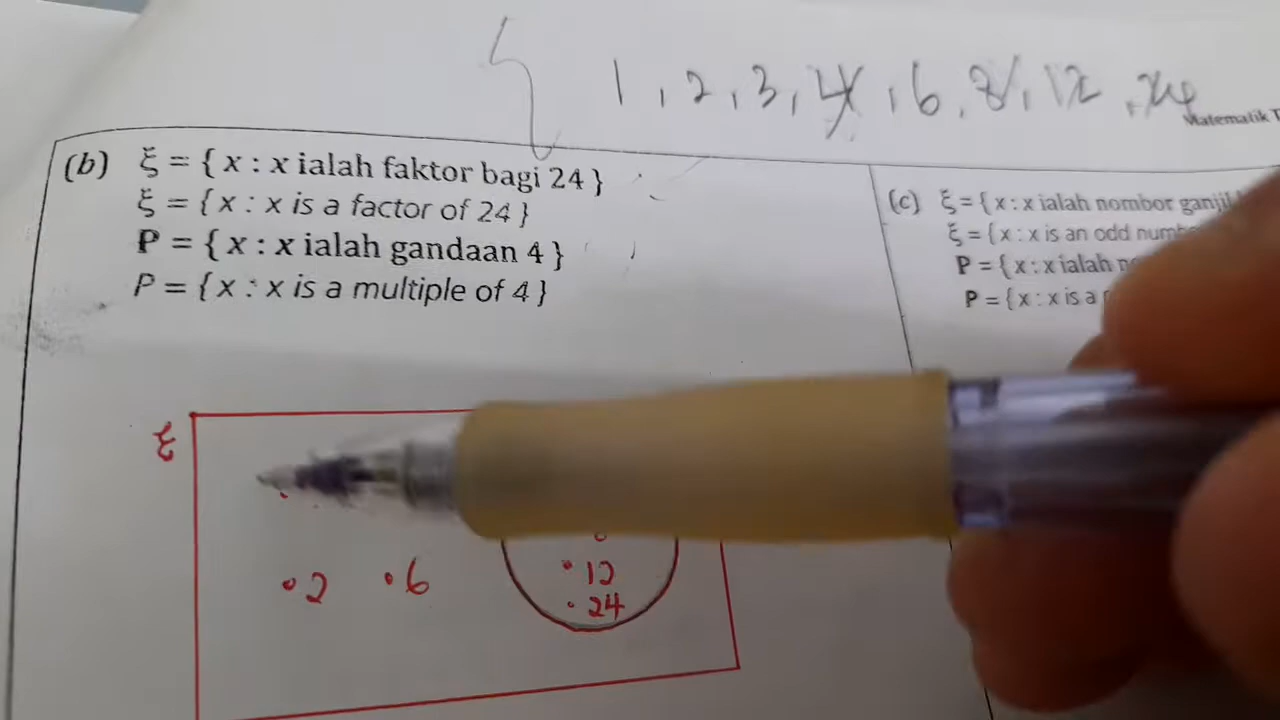 1, 2, 3, 4, 6, 8, 12, 24
Matematik T
(b) ξ = { x : x ialah faktor bagi 24 }
ξ = { x : x is a factor of 24 }
P = { x : x ialah gandaan 4 }
P = { x : x is a multiple of 4 }
(c) ξ = { x : x ialah nombor ganjil
ξ = { x : x is an odd
P = { x : x ialah
P = { x : x is a
ξ
• 2 • 6
• 12
• 24